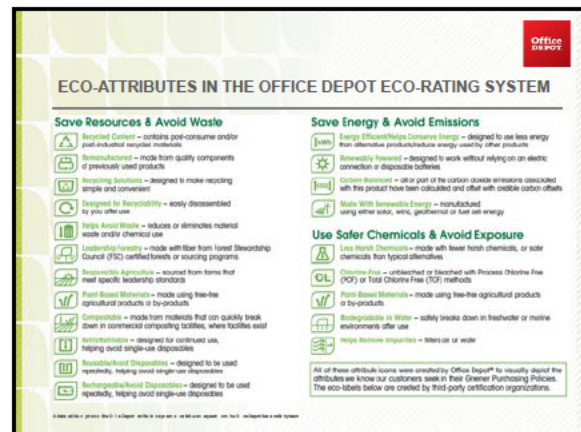 Office
DEPOT
ECO-ATTRIBUTES IN THE OFFICE DEPOT ECO-RATING SYSTEM
Save Resources & Avoid Waste
Recycled Content – contains post-consumer and/or
post-industrial recycled materials
Remanufactured – made from quality components
of previously used products
Recycling Solutions – designed to make recycling
simple and convenient
Designed for Recyclability – easily disassembled
by you after use
Helps Avoid Waste – reduces or eliminates material
waste and/or chemical use
Leadership Forestry – made with fiber from Forest Stewardship
Council (FSC) certified forests or sourcing programs
Responsible Agriculture – sourced from farms that
meet specific leadership standards
Plant-Based Materials – made using tree-free
agricultural products or by-products
Compostable – made from materials that can quickly break
down in commercial composting facilities, where facilities exist
Refill/Refillable – designed for continued use,
helping avoid single-use disposables
Reusable/Avoid Disposables – designed to be used
repeatedly, helping avoid single disposables
Rechargeable/Avoid Disposables – designed to be used
repeatedly, helping avoid single disposables
Save Energy & Avoid Emissions
Energy Efficient/Helps Conserve Energy – designed to use less energy
than alternative products/reduce energy used by other products
Renewably Powered – designed to work without relying on an electric
connection or disposable batteries
Carbon Balanced – all or part of the carbon dioxide emissions associated
with this product have been calculated and offset with credible carbon offsets
Made With Renewable Energy – manufactured
using either solar, wind, geothermal or fuel cell energy
Use Safer Chemicals & Avoid Exposure
Less Harsh Chemicals – made with fewer harsh chemicals, or safer
chemicals than typical alternatives
CL
Chlorine-Free – unbleached or bleached with Process Chlorine Free
(PCF) or Total Chlorine Free (TCF) methods
Plant-Based Materials – made using tree-free agricultural products
or by-products
Biodegradable in Water – safely breaks down in freshwater or marine
environments after use
Helps Remove Impurities – filters air or water
All of these attribute icons were created by Office Depot® to visually depict the
attributes we know our customers seek in their Greener Purchasing Policies.
The eco-labels below are created by third-party certification organizations.